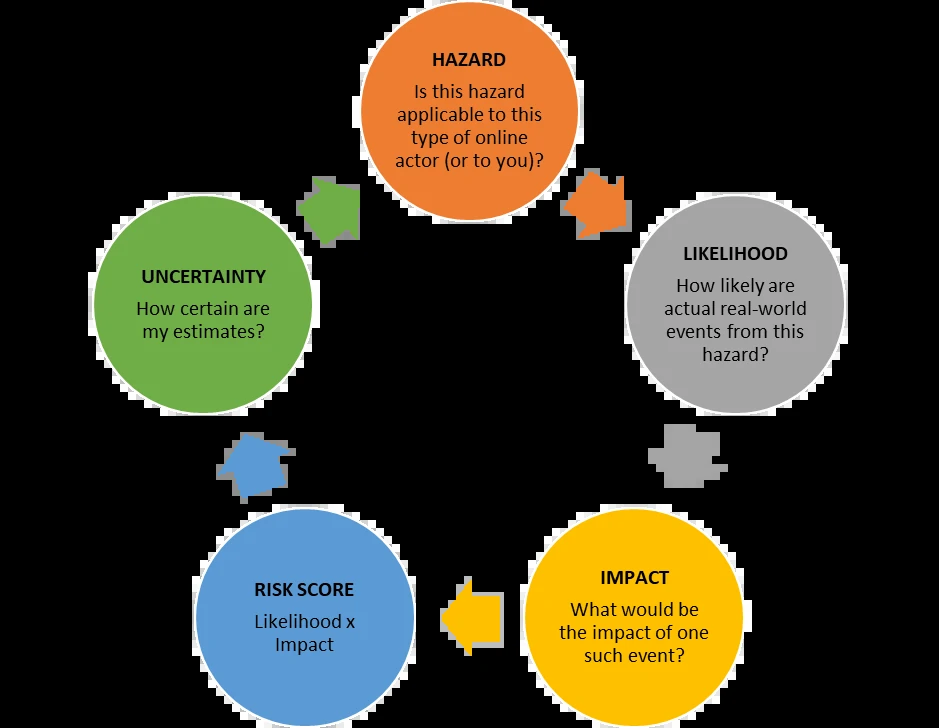 HAZARD
Is this hazard
applicable to this
type of online
actor (or to you)?
LIKELIHOOD
How likely are
actual real-world
events from this
hazard?
IMPACT
What would be
the impact of one
such event?
RISK SCORE
Likelihood x
Impact
UNCERTAINTY
How certain are
my estimates?